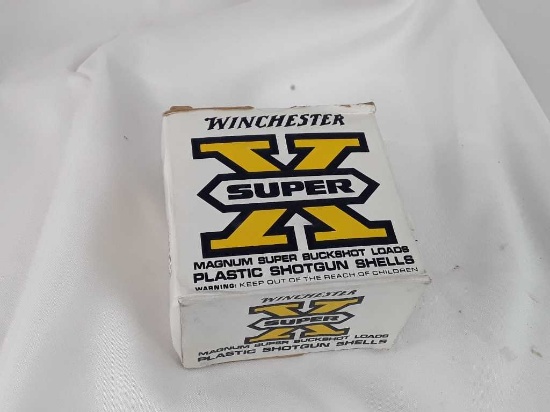 WINCHESTER
X
SUPER
MAGNUM SUPER BUCKSHOT LOADS
PLASTIC SHOTGUN SHELLS
WARNING: KEEP OUT OF THE REACH OF CHILDREN
WINCHESTER
X
SUPER
MAGNUM SUPER BUCKSHOT LOADS
PLASTIC SHOTGUN SHELLS